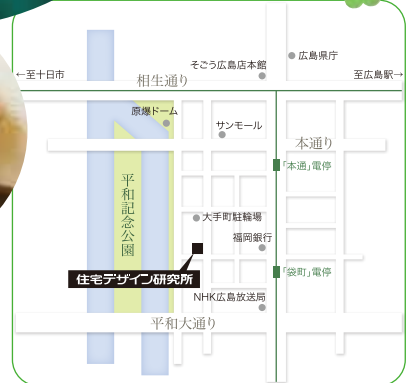 広島県庁
そごう広島店本館
←至十日市
至広島駅→
相生通り
原爆ドーム
サンモール
本通り
「本通」電停
平和記念公園
大手町駐輪場
福岡銀行
住宅デザイン研究所
「袋町」電停
NHK広島放送局
平和大通り